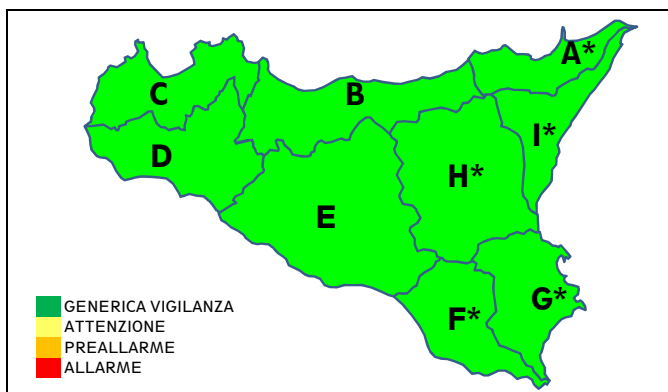 A*
C
B
I*
D
H*
E
G*
F*
GENERICA VIGILANZA
ATTENZIONE
PREALLARME
ALLARME